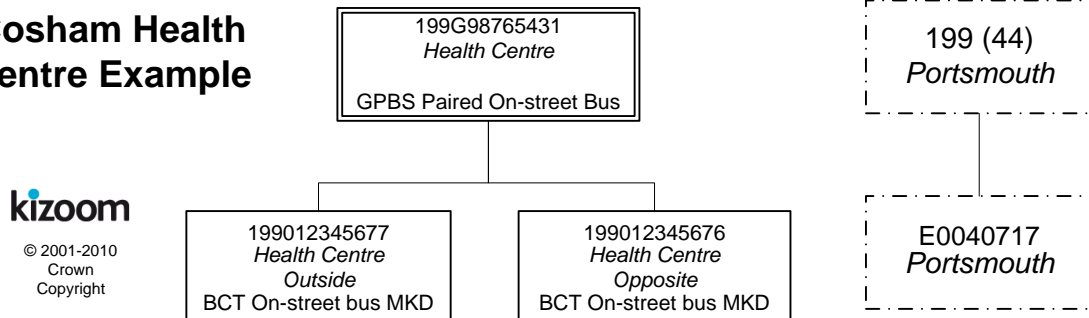 osham Health
entre Example
199G98765431
Health Centre
GPBS Paired On-street Bus
199 (44)
Portsmouth
kizoom
© 2001-2010
Crown
Copyright
199012345677
Health Centre
Outside
BCT On-street bus MKD
199012345676
Health Centre
Opposite
BCT On-street bus MKD
E0040717
Portsmouth